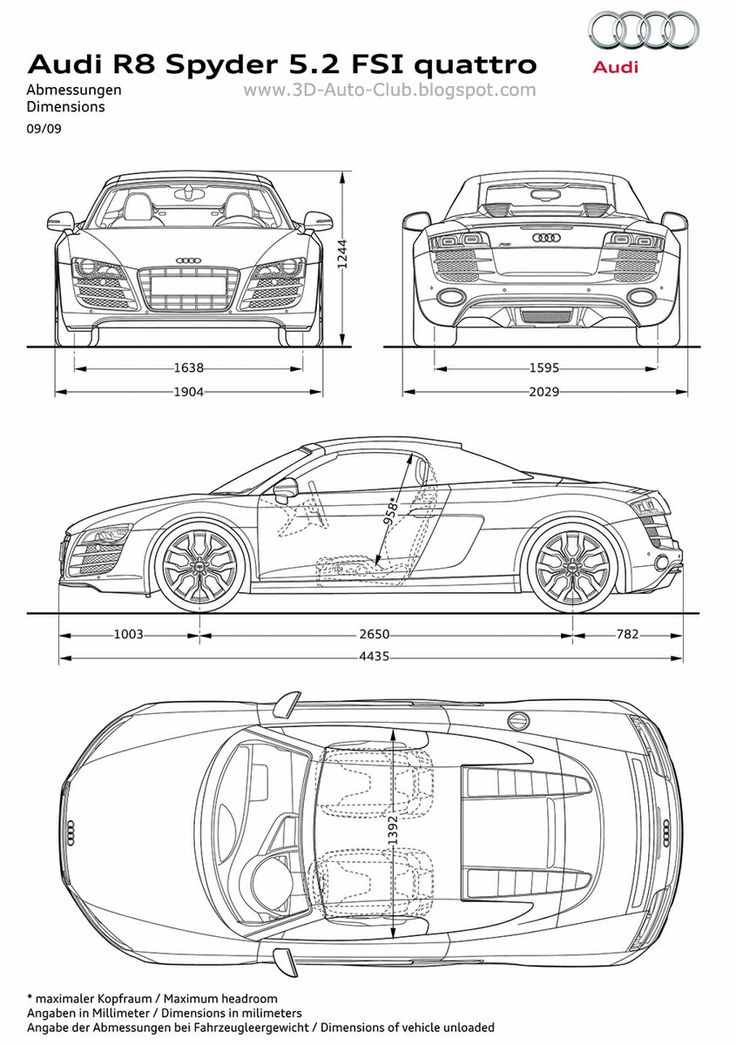 Audi R8 Spyder 5.2 FSI quattro
Audi
Abmessungen
www.3D-Auto-Club.blogspot.com
Dimensions
09/09
1244
1638
1904
1595
2029
958*
1003
2650
782
4435
1392
* maximaler Kopfraum / Maximum headroom
Angaben in Millimeter / Dimensions in milimeters
Angabe der Abmessungen bei Fahrzeugleergewicht / Dimensions of vehicle unloaded